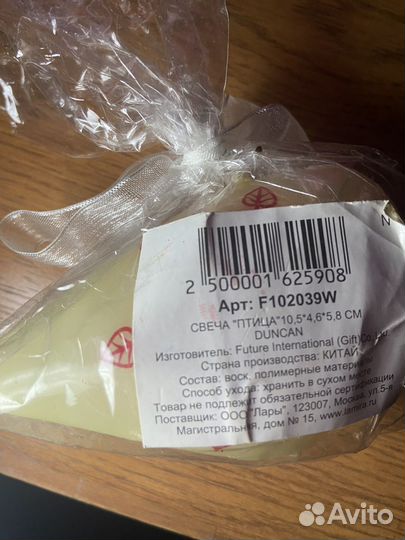 N
2 500001 625908
Арт: F102039W
СВЕЧА "ПТИЦА"10,5*4,6*5,8 СМ
DUNCAN
Изготовитель: Future International (Gift) Co. Ltd.
Страна производства: КИТАЙ
Состав: воск, полимерные материалы
Способ ухода: хранить в сухом месте
Товар не подлежит обязательной сертификации
Поставщик: ООО "Лары", 123007, Москва, ул.5-я
Магистральная, дом № 15, www.lamira.ru
Avito